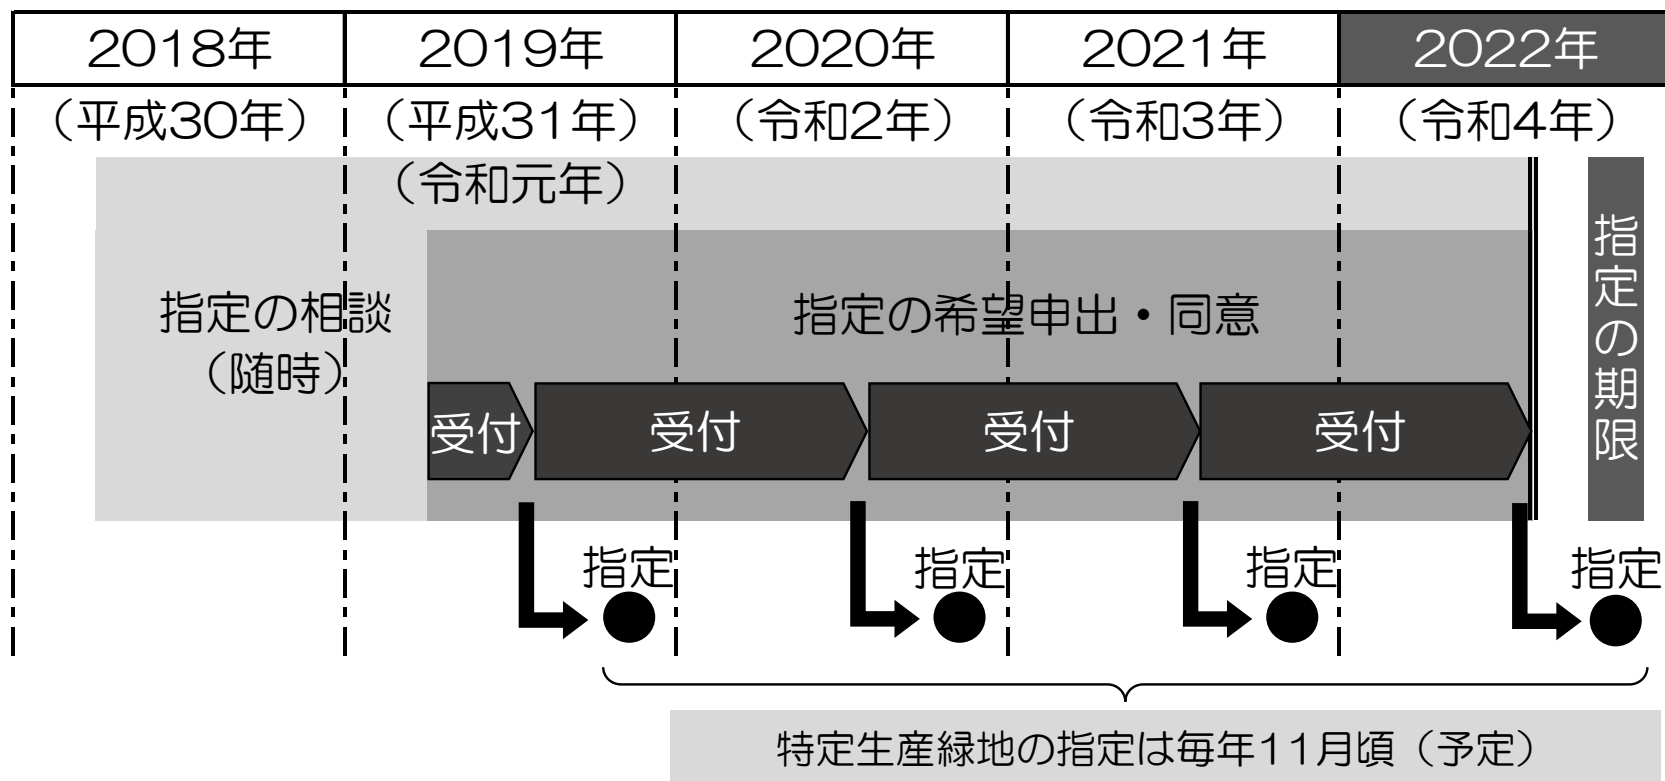 2018年
2019年
2020年
2021年
2022年
（平成30年）
（平成31年）
（令和元年）
（令和2年）
（令和3年）
（令和4年）
指定の相談
（随時）
指定の希望申出・同意
指定の期限
受付
受付
受付
受付
指定
指定
指定
指定
特定生産緑地の指定は毎年11月頃（予定）